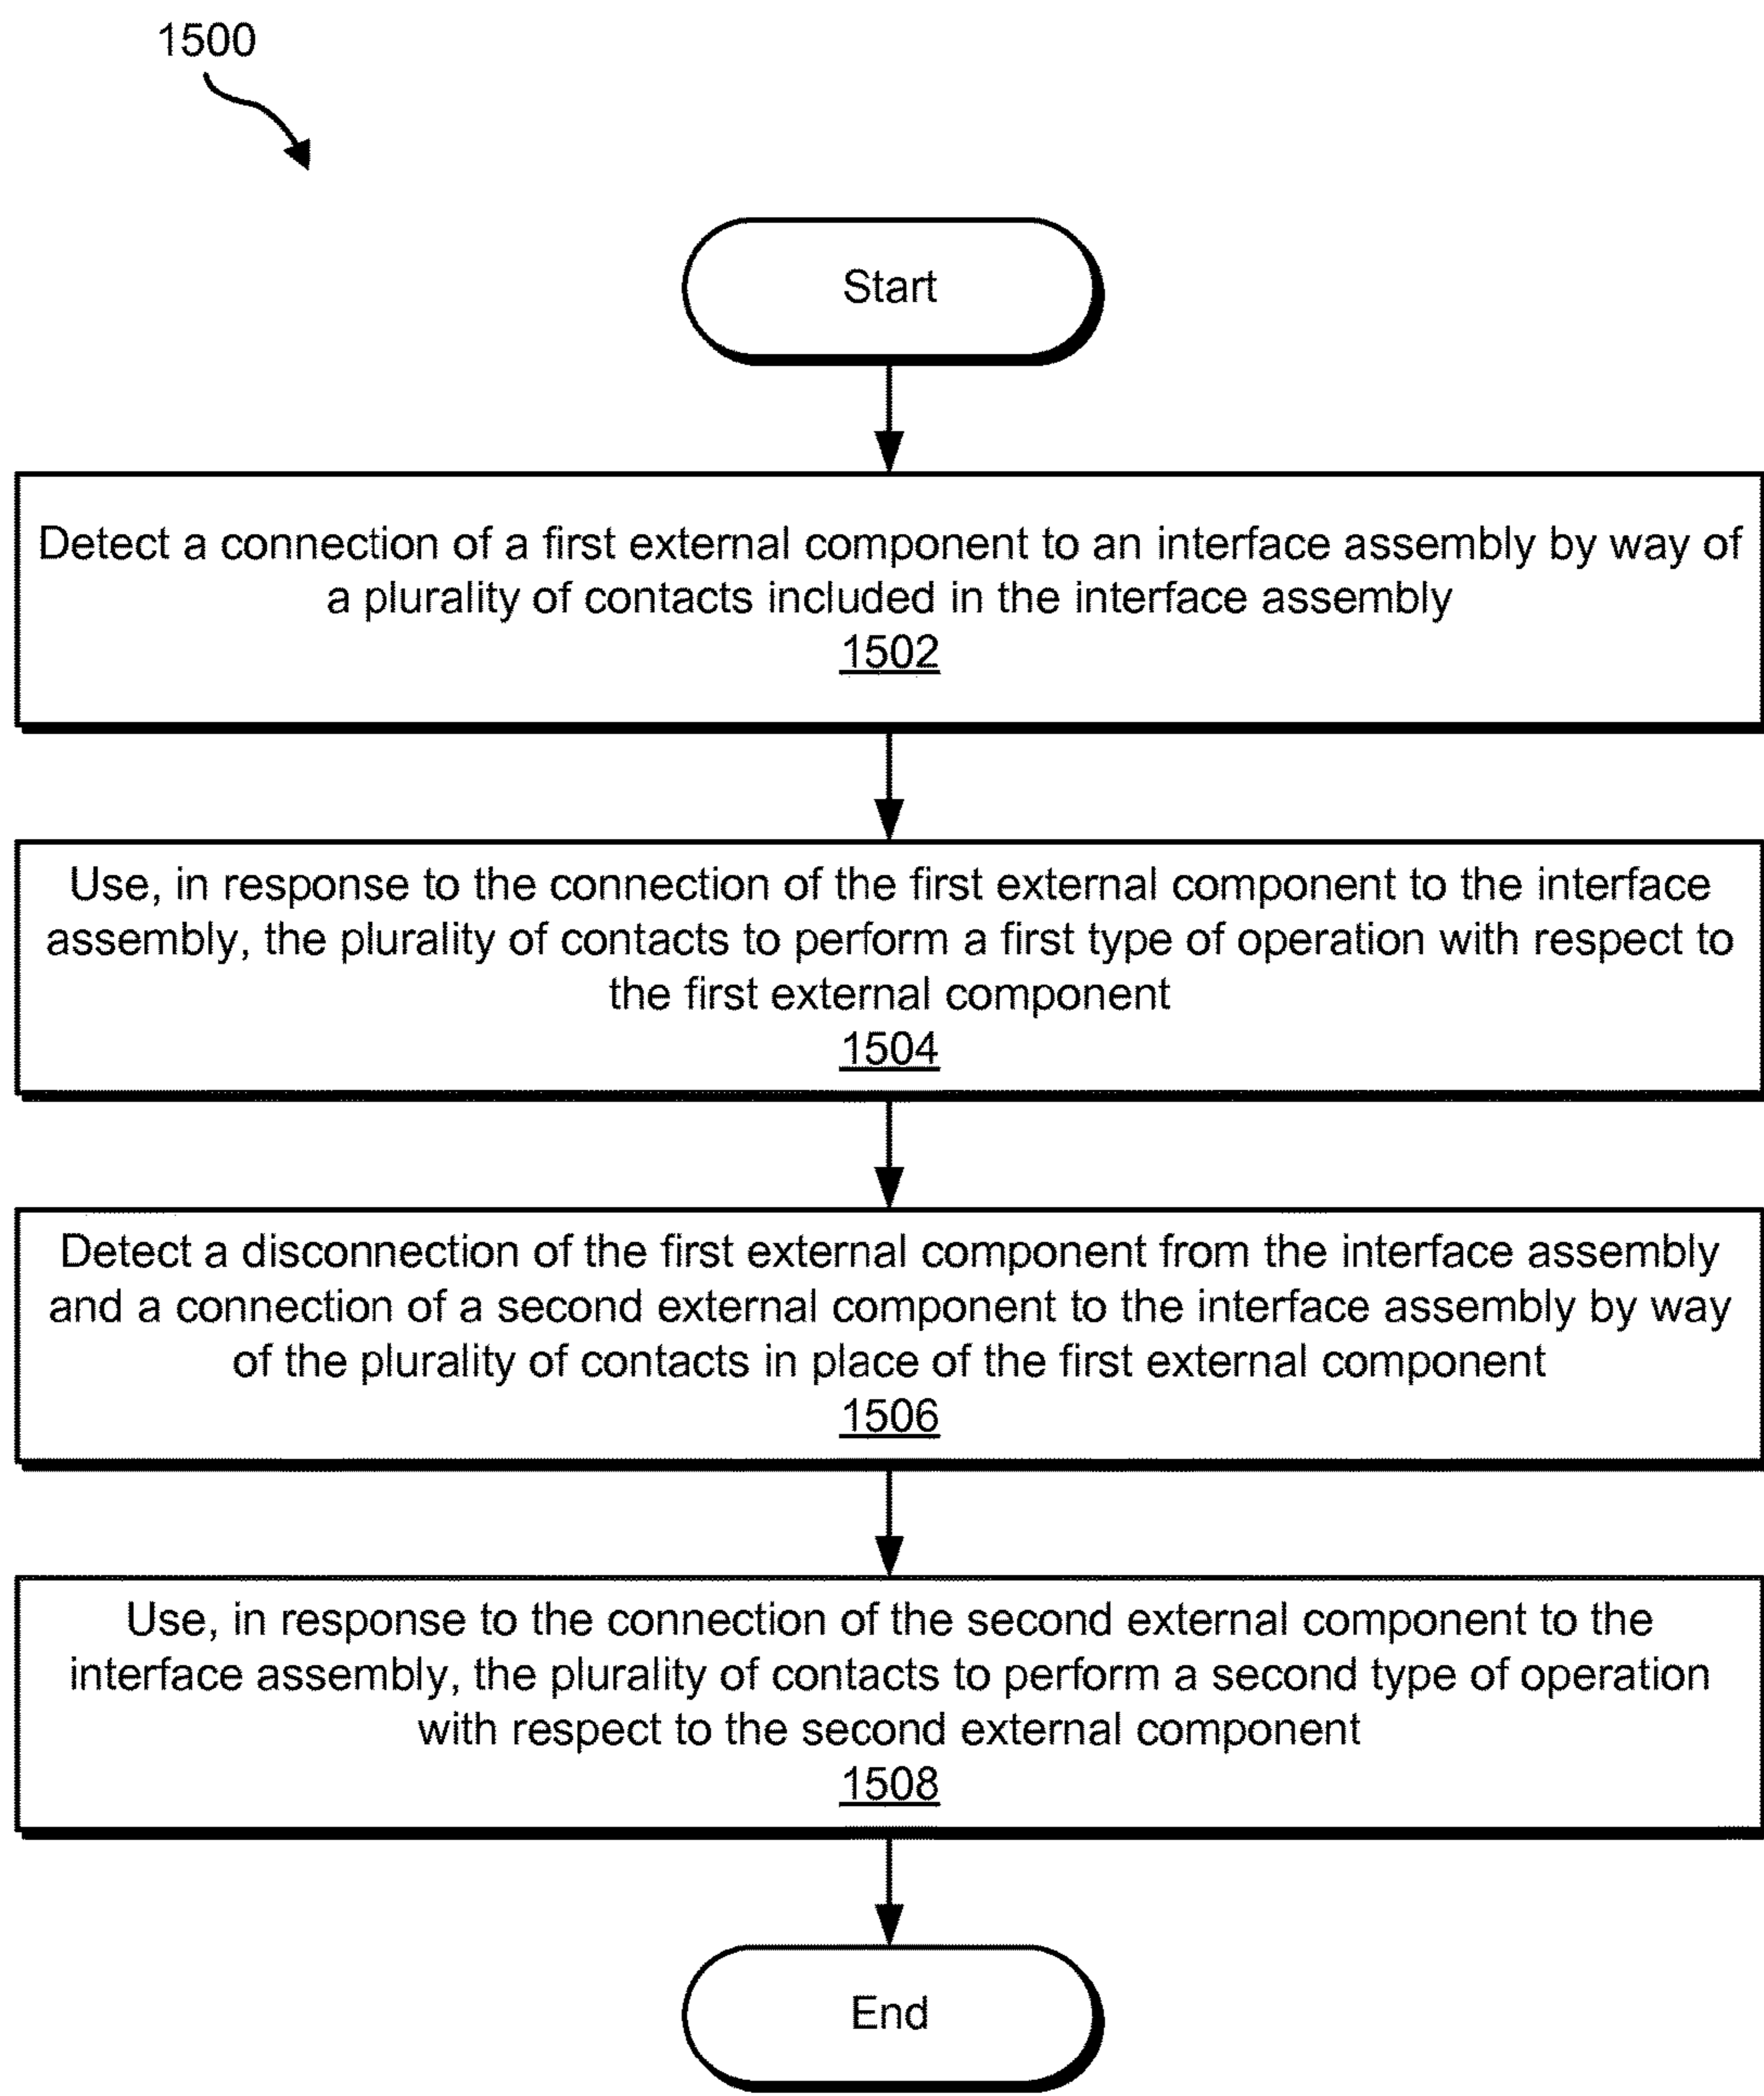 1500
Start
Detect a connection of a first external component to an interface assembly by way of
a plurality of contacts included in the interface assembly
1502
Use, in response to the connection of the first external component to the interface
assembly, the plurality of contacts to perform a first type of operation with respect to
the first external component
1504
Detect a disconnection of the first external component from the interface assembly
and a connection of a second external component to the interface assembly by way
of the plurality of contacts in place of the first external component
1506
Use, in response to the connection of the second external component to the
interface assembly, the plurality of contacts to perform a second type of operation
with respect to the second external component
1508
End